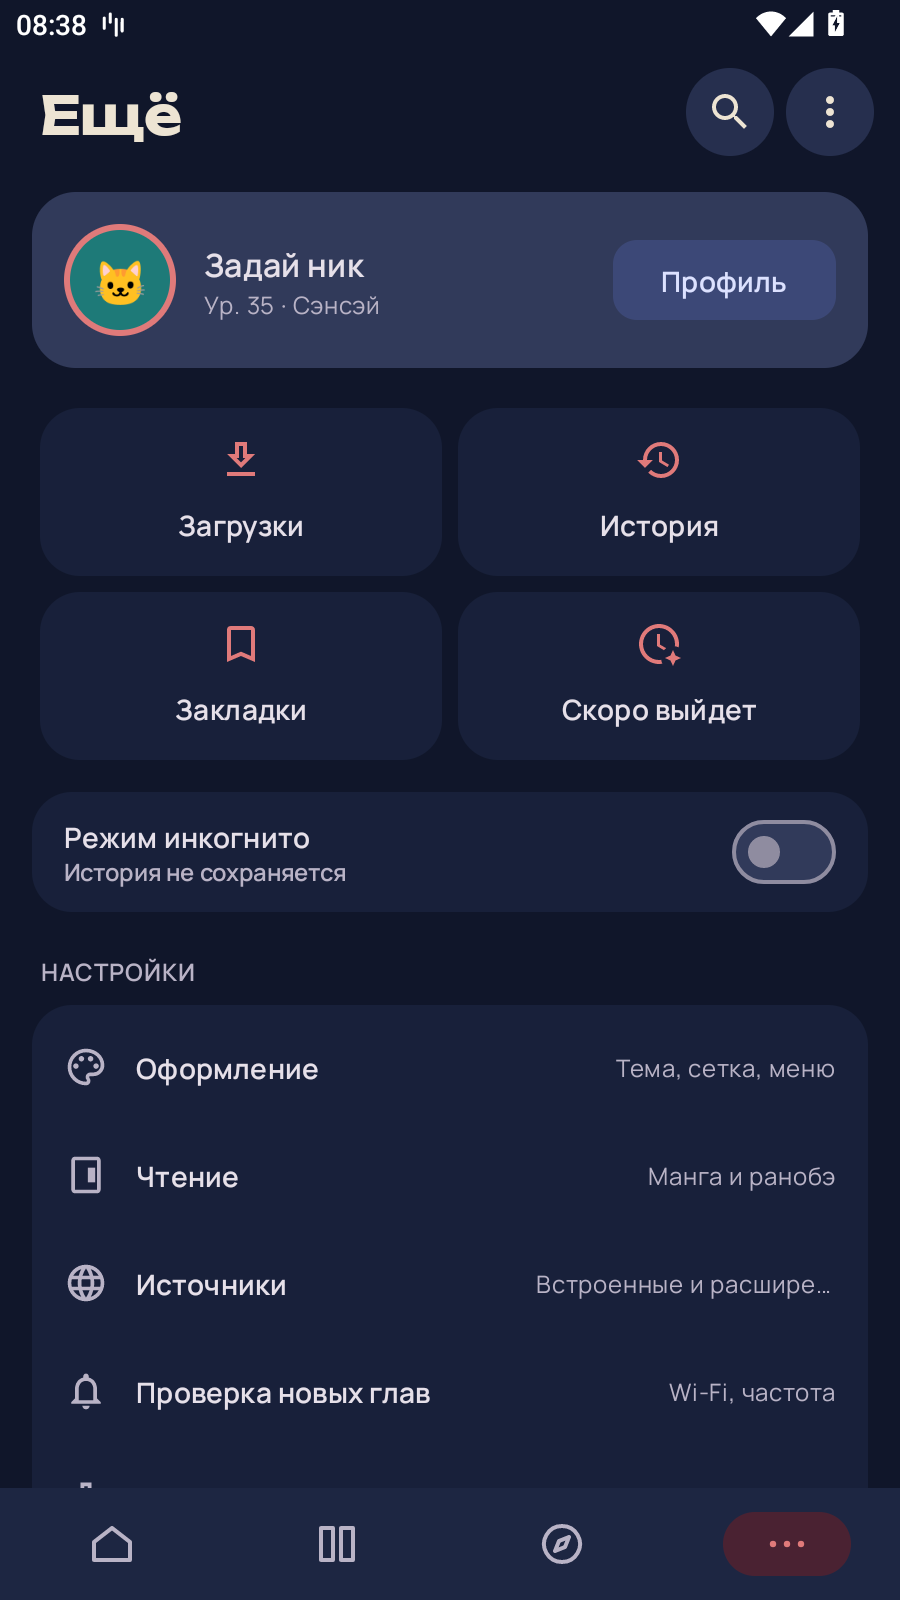 08:38
Ещё
Задай ник
Ур. 35 · Сэнсэй
Профиль
Загрузки
История
Закладки
Скоро выйдет
Режим инкогнито
История не сохраняется
НАСТРОЙКИ
Оформление
Тема, сетка, меню
Чтение
Манга и ранобэ
Источники
Встроенные и расшире...
Проверка новых глав
Wi-Fi, частота